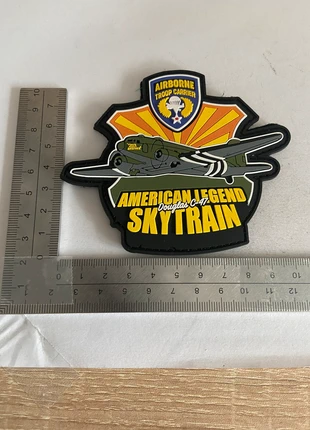 AIRBORNE
TROOP CARRIER
AMERICAN LEGEND
Douglas C-47
SKYTRAIN